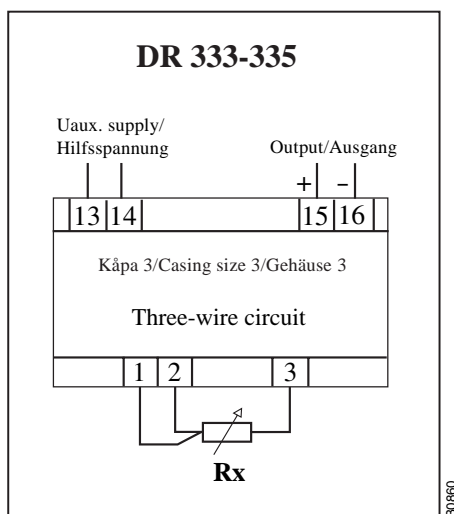 DR 333-335
Uaux. supply/
Hilfsspannung
Output/Ausgang
+ -
13 14 15 16
Kåpa 3/Casing size 3/Gehäuse 3
Three-wire circuit
1 2 3
Rx
30860